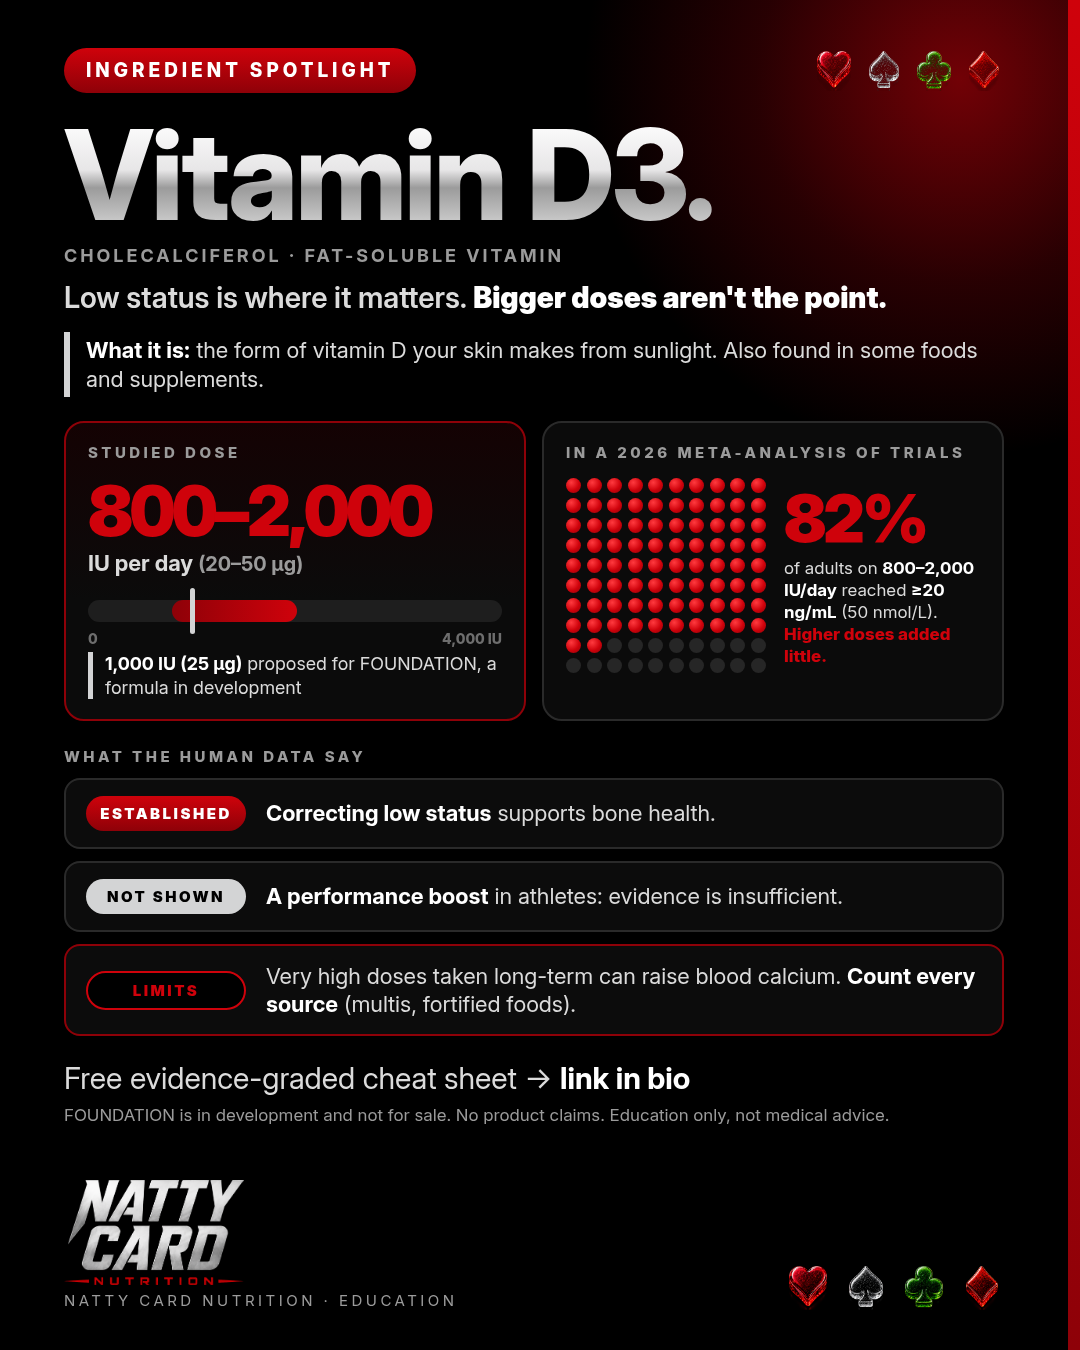 INGREDIENT SPOTLIGHT
Vitamin D3.
CHOLECALCIFEROL · FAT-SOLUBLE VITAMIN
Low status is where it matters. Bigger doses aren't the point.
What it is: the form of vitamin D your skin makes from sunlight. Also found in some foods
and supplements.
STUDIED DOSE
800–2,000
IU per day (20–50 µg)
0
4,000 IU
1,000 IU (25 µg) proposed for FOUNDATION, a
formula in development
IN A 2026 META-ANALYSIS OF TRIALS
82%
of adults on 800–2,000
IU/day reached ≥20
ng/mL (50 nmol/L).
Higher doses added
little.
WHAT THE HUMAN DATA SAY
ESTABLISHED
Correcting low status supports bone health.
NOT SHOWN
A performance boost in athletes: evidence is insufficient.
LIMITS
Very high doses taken long-term can raise blood calcium. Count every
source (multis, fortified foods).
Free evidence-graded cheat sheet → link in bio
FOUNDATION is in development and not for sale. No product claims. Education only, not medical advice.
NATTY
CARD
NUTRITION
NATTY CARD NUTRITION · EDUCATION